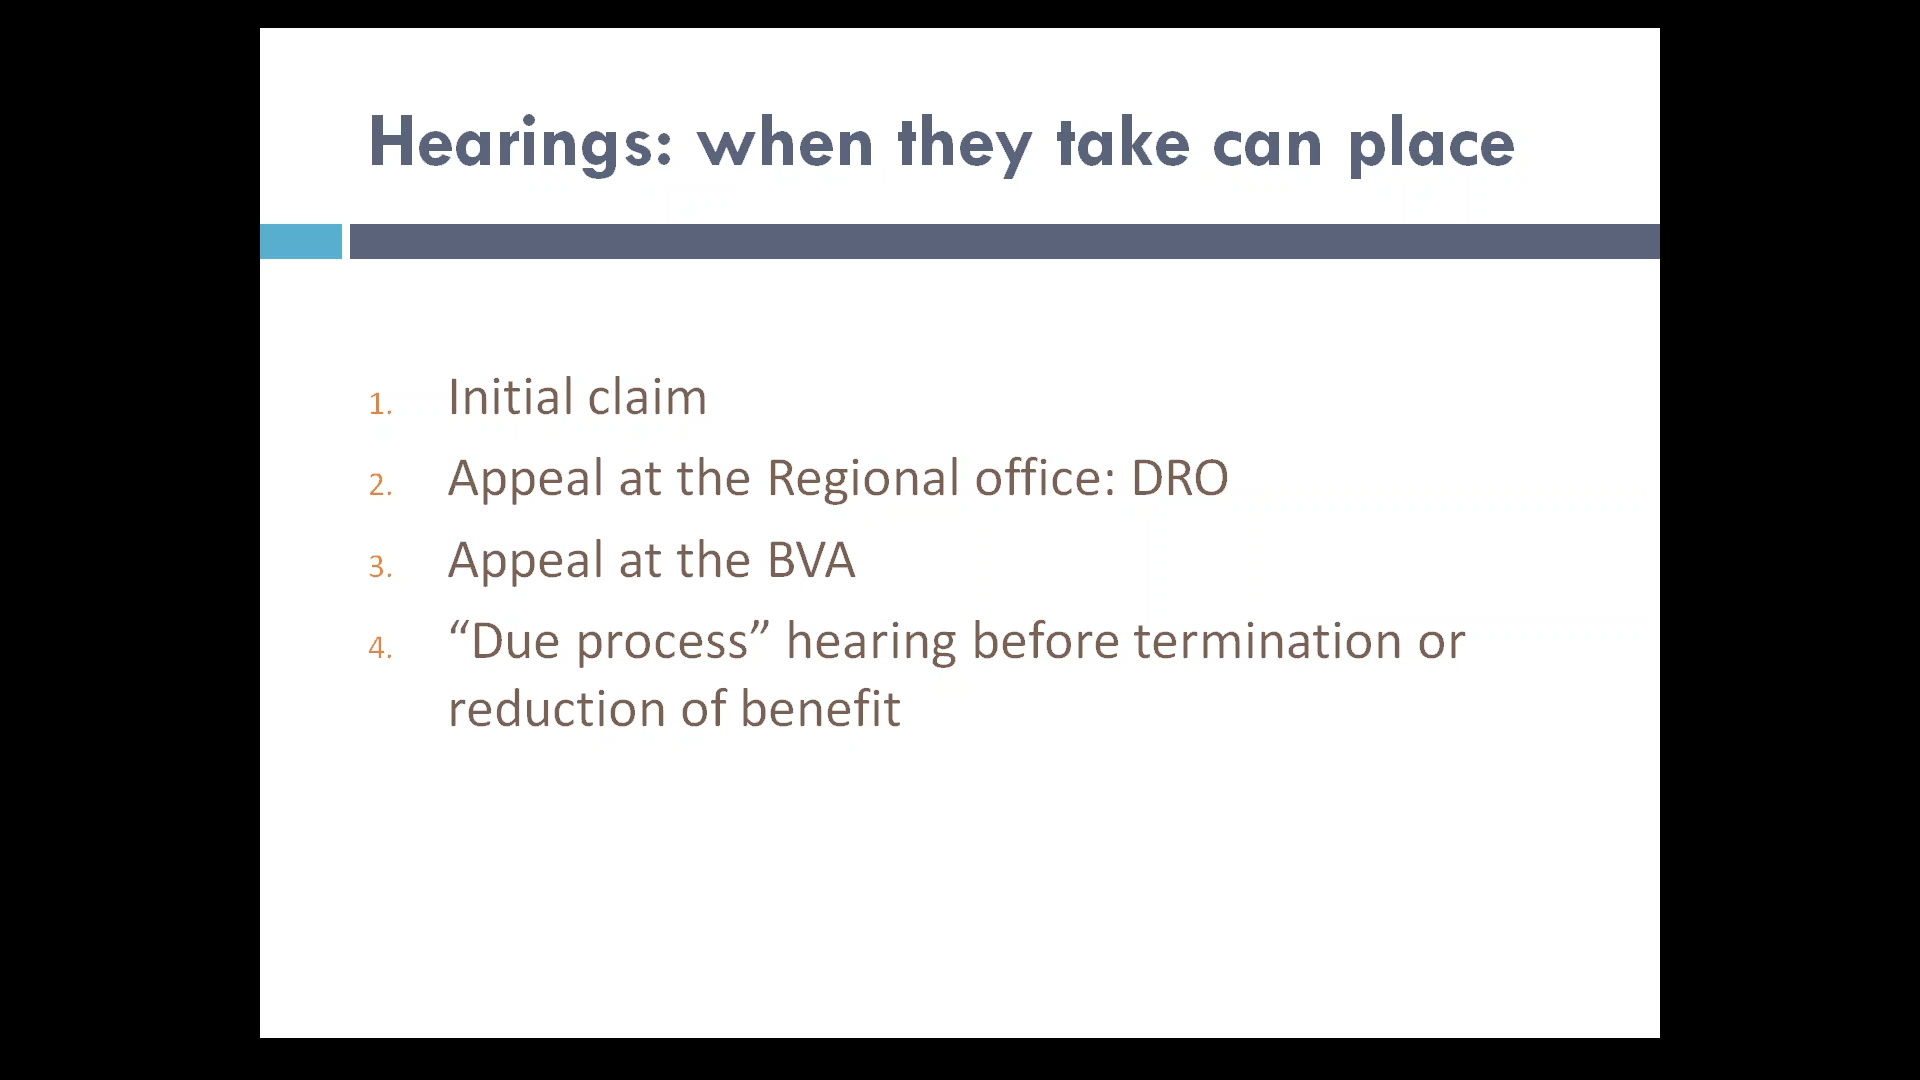 Hearings: when they take can place
1. Initial claim
2. Appeal at the Regional office: DRO
3. Appeal at the BVA
4. “Due process” hearing before termination or
reduction of benefit